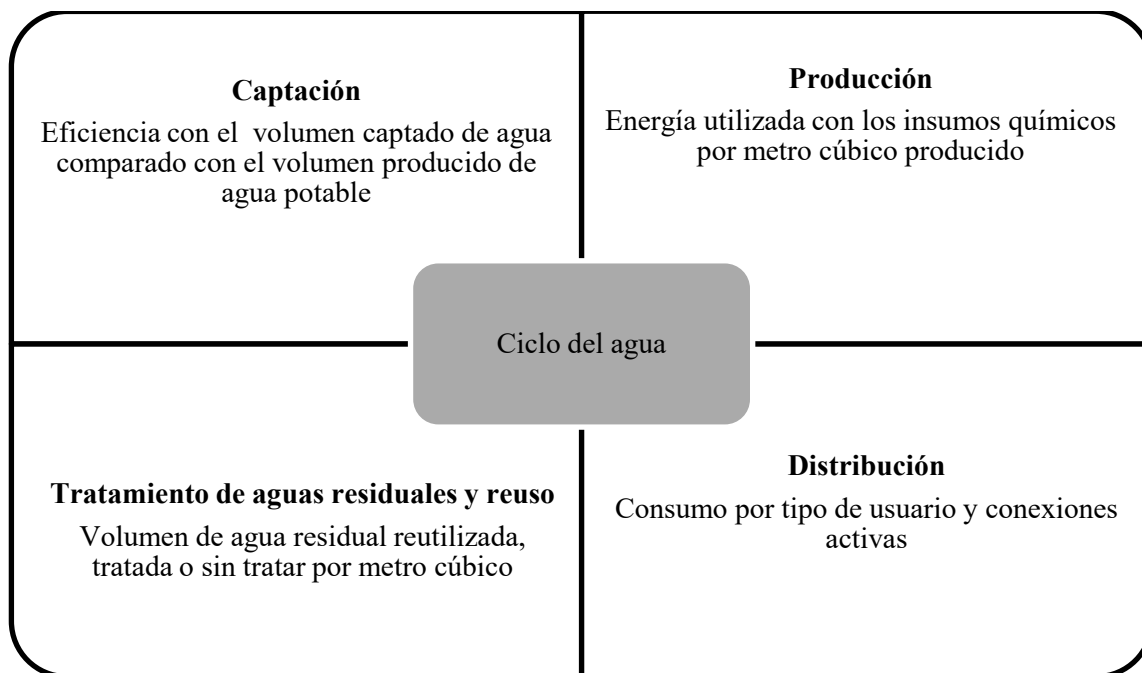 Captación
Eficiencia con el volumen captado de agua
comparado con el volumen producido de
agua potable
Producción
Energía utilizada con los insumos químicos
por metro cúbico producido
Ciclo del agua
Tratamiento de aguas residuales y reuso
Volumen de agua residual reutilizada,
tratada o sin tratar por metro cúbico
Distribución
Consumo por tipo de usuario y conexiones
activas